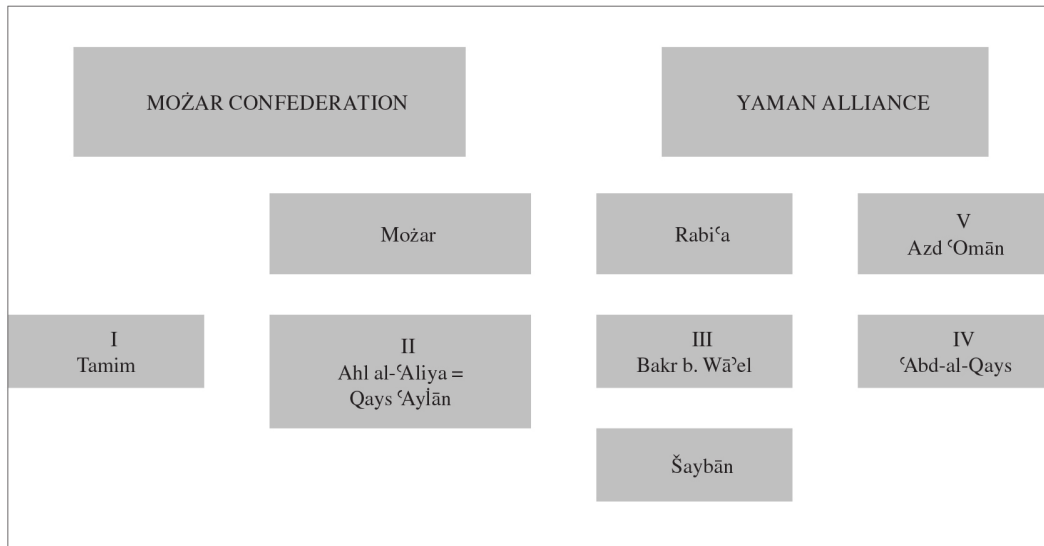 MOŻAR CONFEDERATION
YAMAN ALLIANCE
Możar
Rabiʿa
V
Azd ʿOmān
I
Tamim
II
Ahl al-ʿAliya =
Qays ʿAylān
III
Bakr b. Wāʾel
IV
ʿAbd-al-Qays
Šaybān